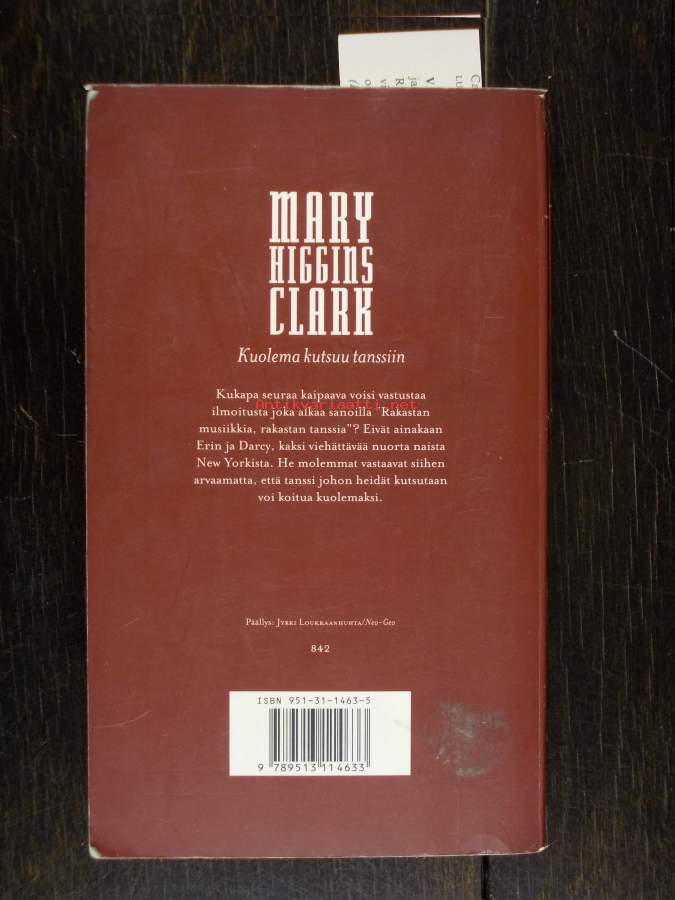 MARY
HIGGINS
CLARK
Kuolema kutsuu tanssiin
Kukapa seuraa kaipaava voisi vastustaa
Antikvariaatti.net
ilmoitusta joka alkaa sanoilla "Rakastan
musiikkia, rakastan tanssia"? Eivät ainakaan
Erin ja Darcy, kaksi viehättävää nuorta naista
New Yorkista. He molemmat vastaavat siihen
arvaamatta, että tanssi johon heidät kutsutaan
voi koitua kuolemaksi.
Päällys: Jyrki Loukkaanhuhta/Neo-Geo
842
ISBN 951-31-1463-5
9 789513 114633